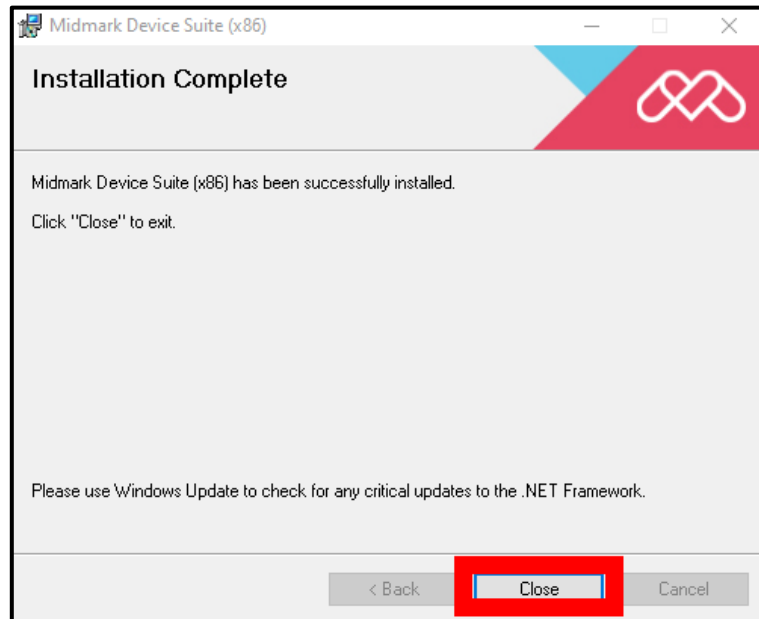 Midmark Device Suite (x86)
Installation Complete
Midmark Device Suite (x86) has been successfully installed.
Click "Close" to exit.
Please use Windows Update to check for any critical updates to the .NET Framework.
< Back Close Cancel